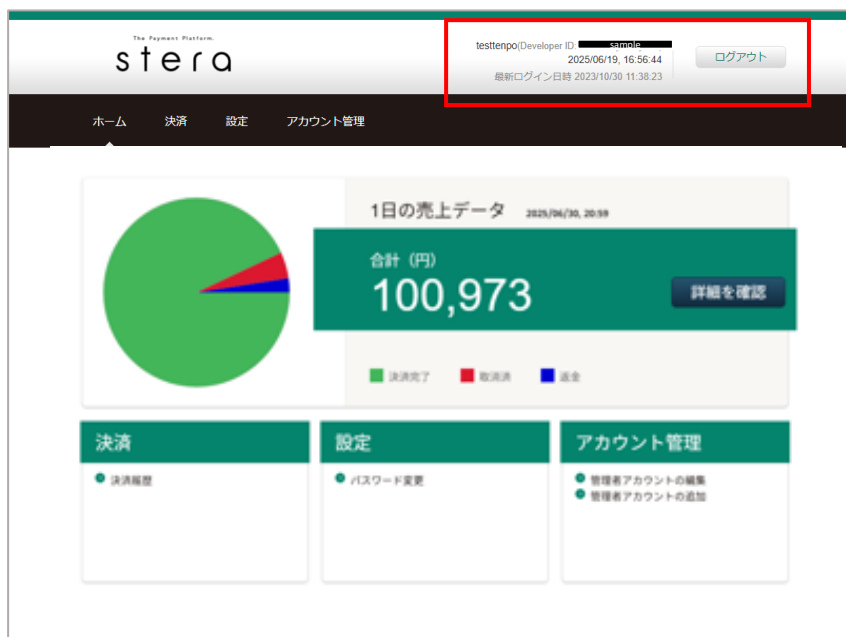 The Payment Platform.
stera
testtenpo(Developer ID: sample
2025/06/19, 16:56:44
最新ログイン日時 2023/10/30 11:38:23
ログアウト
ホーム 決済 設定 アカウント管理
1日の売上データ 2025/06/30, 20:59
合計（円）
100,973
詳細を確認
決済完了 取消済 返金
決済 設定 アカウント管理
決済履歴 パスワード変更 管理者アカウントの編集
管理者アカウントの追加